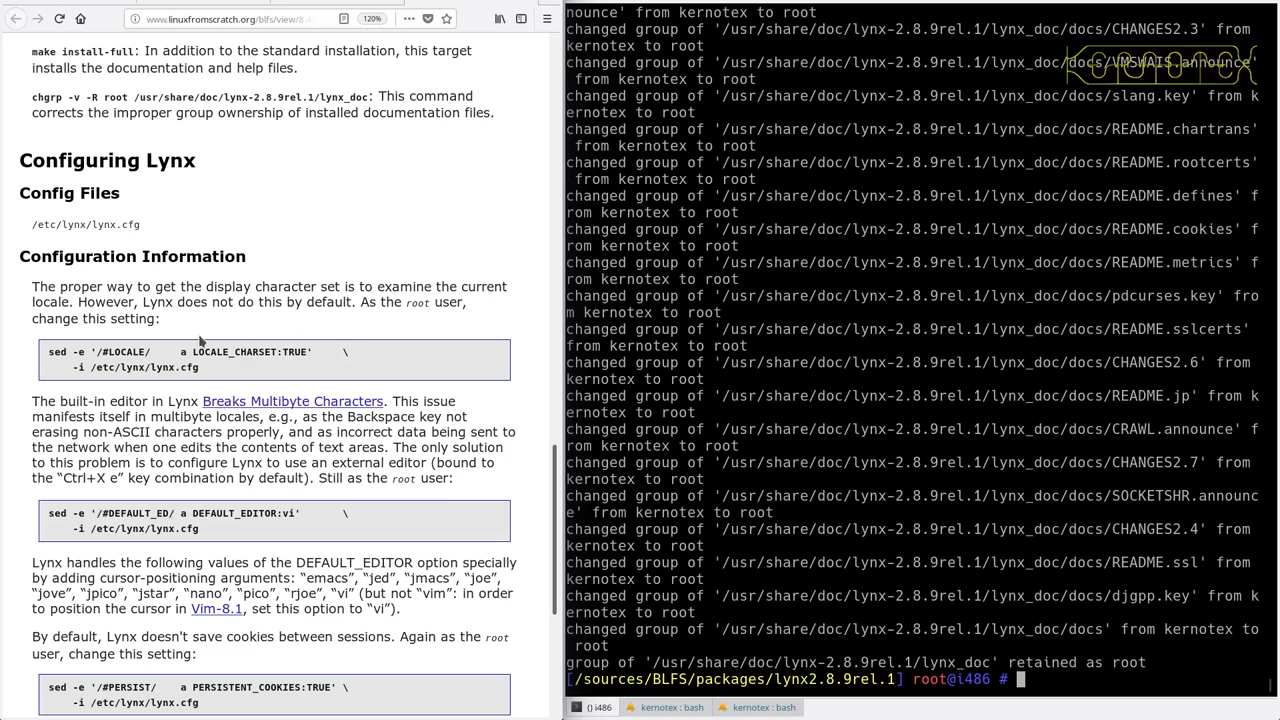 www.linuxfromscratch.org/blfs/view/8.4
120%
make install-full: In addition to the standard installation, this target
installs the documentation and help files.
chgrp -v -R root /usr/share/doc/lynx-2.8.9rel.1/lynx_doc: This command
corrects the improper group ownership of installed documentation files.
Configuring Lynx
Config Files
/etc/lynx/lynx.cfg
Configuration Information
The proper way to get the display character set is to examine the current
locale. However, Lynx does not do this by default. As the root user,
change this setting:
sed -e '/#LOCALE/     a LOCALE_CHARSET:TRUE'     \
-i /etc/lynx/lynx.cfg
The built-in editor in Lynx Breaks Multibyte Characters. This issue
manifests itself in multibyte locales, e.g., as the Backspace key not
erasing non-ASCII characters properly, and as incorrect data being sent to
the network when one edits the contents of text areas. The only solution
to this problem is to configure Lynx to use an external editor (bound to
the “Ctrl+X e” key combination by default). Still as the root user:
sed -e '/#DEFAULT_ED/ a DEFAULT_EDITOR:vi'       \
-i /etc/lynx/lynx.cfg
Lynx handles the following values of the DEFAULT_EDITOR option specially
by adding cursor-positioning arguments: “emacs”, “jed”, “jmacs”, “joe”,
“jove”, “jpico”, “jstar”, “nano”, “pico”, “rjoe”, “vi” (but not “vim”: in order
to position the cursor in Vim-8.1, set this option to “vi”).
By default, Lynx doesn't save cookies between sessions. Again as the root
user, change this setting:
sed -e '/#PERSIST/    a PERSISTENT_COOKIES:TRUE' \
-i /etc/lynx/lynx.cfg
nounce' from kernotex to root
changed group of '/usr/share/doc/lynx-2.8.9rel.1/lynx_doc/docs/CHANGES2.3' from
kernotex to root
changed group of '/usr/share/doc/lynx-2.8.9rel.1/lynx_doc/docs/VMSWAIS.announce'
from kernotex to root
changed group of '/usr/share/doc/lynx-2.8.9rel.1/lynx_doc/docs/slang.key' from k
ernotex to root
changed group of '/usr/share/doc/lynx-2.8.9rel.1/lynx_doc/docs/README.chartrans'
from kernotex to root
changed group of '/usr/share/doc/lynx-2.8.9rel.1/lynx_doc/docs/README.rootcerts'
from kernotex to root
changed group of '/usr/share/doc/lynx-2.8.9rel.1/lynx_doc/docs/README.defines' f
rom kernotex to root
changed group of '/usr/share/doc/lynx-2.8.9rel.1/lynx_doc/docs/README.cookies' f
rom kernotex to root
changed group of '/usr/share/doc/lynx-2.8.9rel.1/lynx_doc/docs/README.metrics' f
rom kernotex to root
changed group of '/usr/share/doc/lynx-2.8.9rel.1/lynx_doc/docs/pdcurses.key' fro
m kernotex to root
changed group of '/usr/share/doc/lynx-2.8.9rel.1/lynx_doc/docs/README.sslcerts'
from kernotex to root
changed group of '/usr/share/doc/lynx-2.8.9rel.1/lynx_doc/docs/CHANGES2.6' from
kernotex to root
changed group of '/usr/share/doc/lynx-2.8.9rel.1/lynx_doc/docs/README.jp' from k
ernotex to root
changed group of '/usr/share/doc/lynx-2.8.9rel.1/lynx_doc/docs/CRAWL.announce' f
rom kernotex to root
changed group of '/usr/share/doc/lynx-2.8.9rel.1/lynx_doc/docs/CHANGES2.7' from
kernotex to root
changed group of '/usr/share/doc/lynx-2.8.9rel.1/lynx_doc/docs/SOCKETSHR.announc
e' from kernotex to root
changed group of '/usr/share/doc/lynx-2.8.9rel.1/lynx_doc/docs/CHANGES2.4' from
kernotex to root
changed group of '/usr/share/doc/lynx-2.8.9rel.1/lynx_doc/docs/README.ssl' from
kernotex to root
changed group of '/usr/share/doc/lynx-2.8.9rel.1/lynx_doc/docs/djgpp.key' from k
ernotex to root
changed group of '/usr/share/doc/lynx-2.8.9rel.1/lynx_doc/docs' from kernotex to
root
group of '/usr/share/doc/lynx-2.8.9rel.1/lynx_doc' retained as root
[/sources/BLFS/packages/lynx2.8.9rel.1] root@i486 #
() i486
kernotex : bash
kernotex : bash